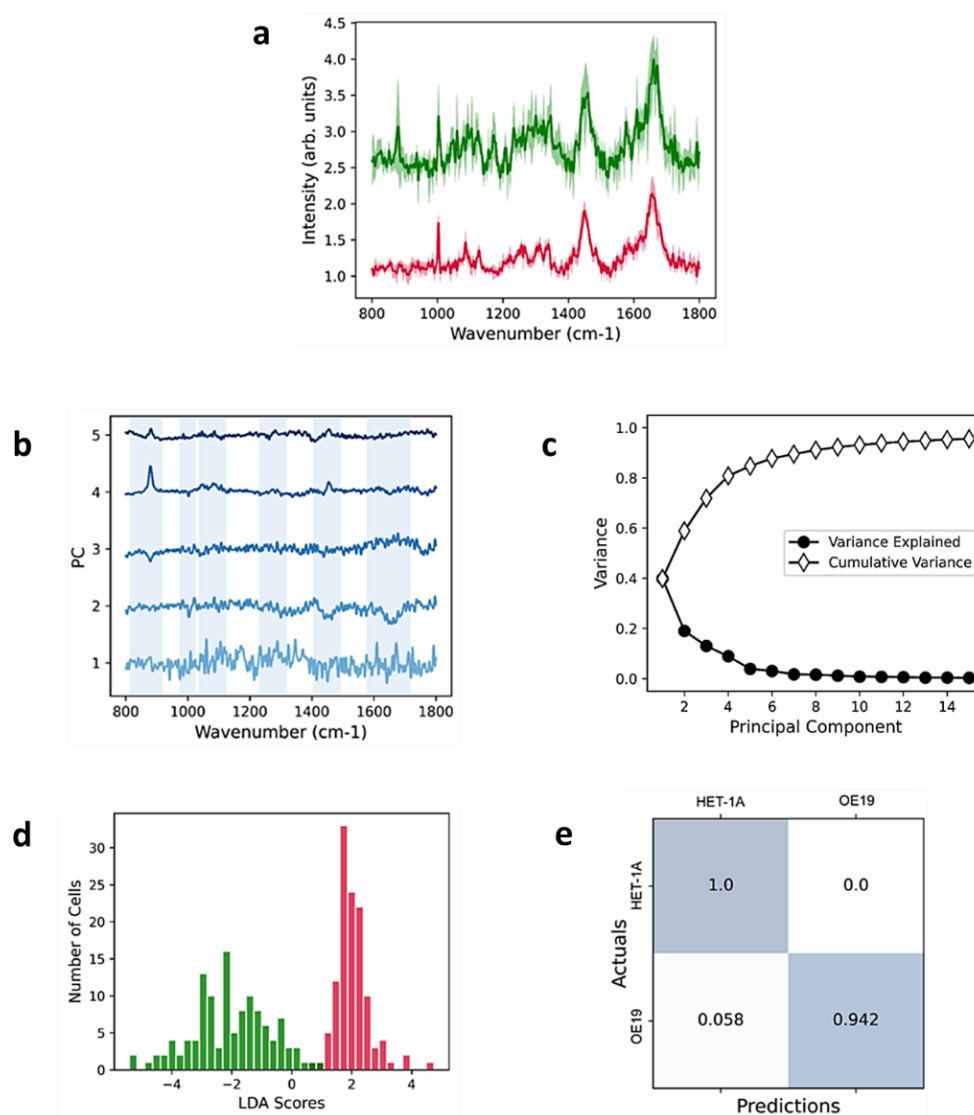 a
4.5
4.0
3.5
3.0
2.5
2.0
1.5
1.0
Intensity (arb. units)
800 1000 1200 1400 1600 1800
Wavenumber (cm-1)
b
5
4
3
2
1
PC
800 1000 1200 1400 1600 1800
Wavenumber (cm-1)
c
1.0
0.8
0.6
0.4
0.2
0.0
Variance
Variance Explained
Cumulative Variance
2 4 6 8 10 12 14
Principal Component
d
30
25
20
15
10
5
0
Number of Cells
−4 −2 0 2 4
LDA Scores
e
HET-1A OE19
HET-1A
OE19
Actuals
1.0 0.0
0.058 0.942
Predictions